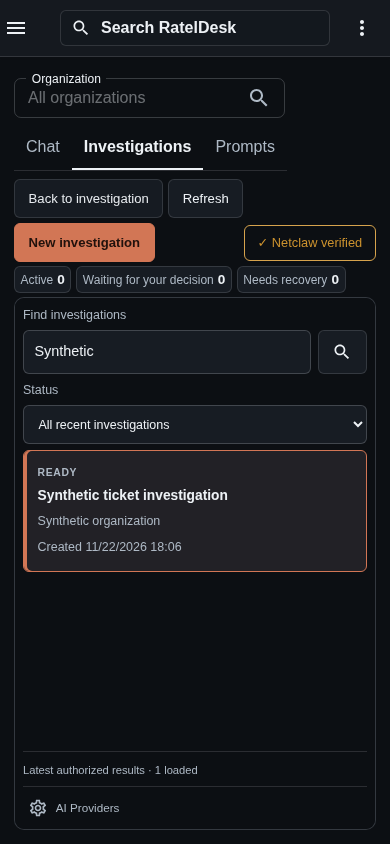 Search RatelDesk
Organization
All organizations
Chat Investigations Prompts
Back to investigation Refresh
New investigation ✓ Netclaw verified
Active 0 Waiting for your decision 0 Needs recovery 0
Find investigations
Synthetic
Status
All recent investigations
READY
Synthetic ticket investigation
Synthetic organization
Created 11/22/2026 18:06
Latest authorized results · 1 loaded
AI Providers